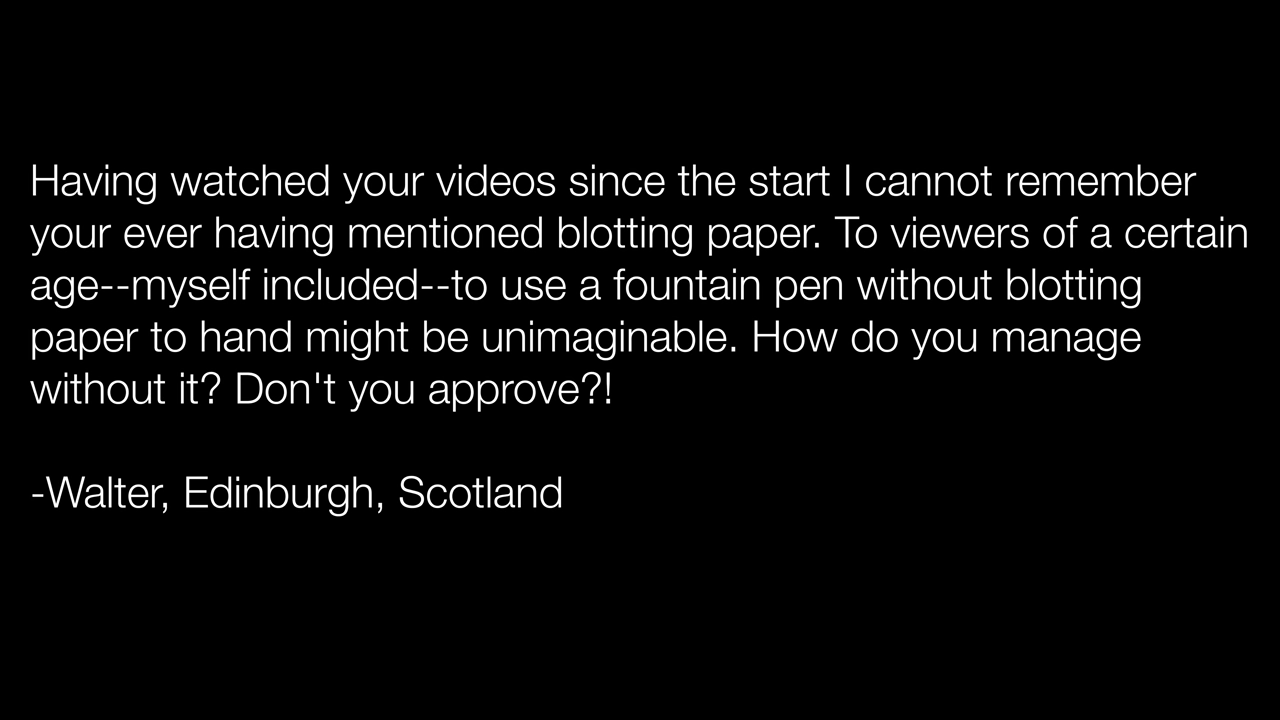 Having watched your videos since the start I cannot remember
your ever having mentioned blotting paper. To viewers of a certain
age--myself included--to use a fountain pen without blotting
paper to hand might be unimaginable. How do you manage
without it? Don't you approve?!
-Walter, Edinburgh, Scotland